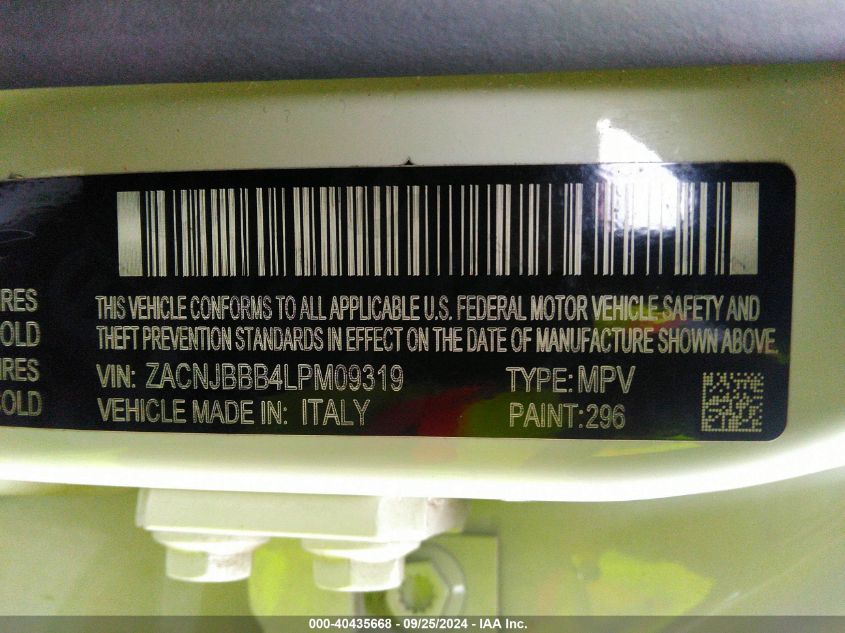 IRES
THIS VEHICLE CONFORMS TO ALL APPLICABLE U.S. FEDERAL MOTOR VEHICLE SAFETY AND
OLD
THEFT PREVENTION STANDARDS IN EFFECT ON THE DATE OF MANUFACTURE SHOWN ABOVE
IRES
VIN: ZACNJBBB4LPM09319 TYPE: MPV
SOLD
VEHICLE MADE IN: ITALY PAINT:296
000-40435668 - 09/25/2024 - IAA Inc.